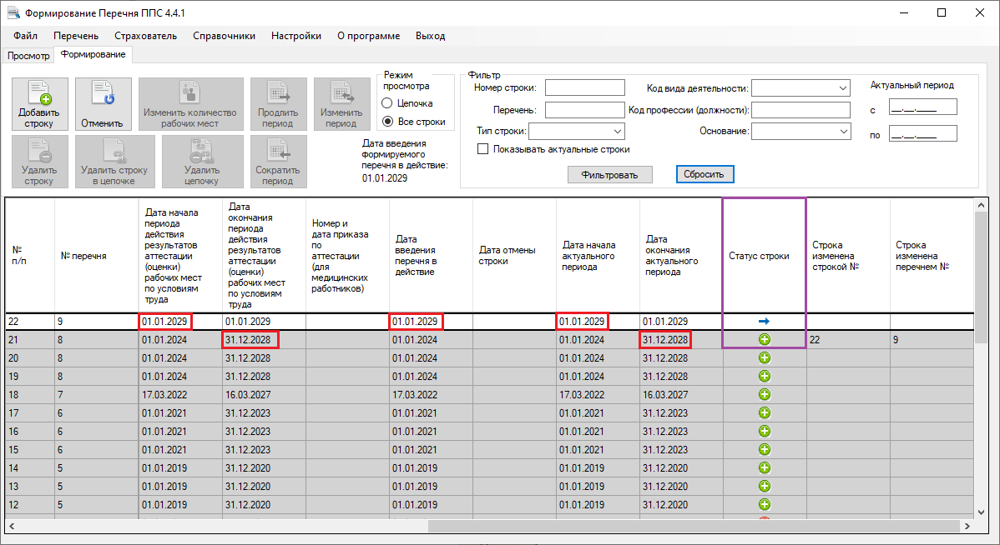 Формирование Перечня ППС 4.4.1
Файл Перечень Страхователь Справочники Настройки О программе Выход
Просмотр Формирование
Добавить
строку
Отменить
Изменить количество
рабочих мест
Продлить
период
Изменить
период
Удалить
строку
Удалить строку
в цепочке
Удалить
цепочку
Сократить
период
Режим
просмотра
Цепочка
Все строки
Дата введения
формируемого
перечня в действие:
01.01.2029
Фильтр
Номер строки:
Код вида деятельности:
Перечень:
Код профессии (должности):
Тип строки:
Основание:
Показывать актуальные строки
Фильтровать
Сбросить
Актуальный период
с __.__.____
по __.__.____
№
п/п
№ перечня
Дата начала
периода
действия
результатов
аттестации
(оценки)
рабочих мест
по условиям
труда
Дата
окончания
периода
действия
результатов
аттестации
(оценки)
рабочих мест
по условиям
труда
Номер и
дата приказа
по
аттестации
(для
медицинских
работников)
Дата
введения
перечня в
действие
Дата отмены
строки
Дата начала
актуального
периода
Дата
окончания
актуального
периода
Статус строки
Строка
изменена
строкой №
Строка
изменена
перечнем №
22 9 01.01.2029 01.01.2029 01.01.2029 01.01.2029 01.01.2029
21 8 01.01.2024 31.12.2028 01.01.2024 01.01.2024 31.12.2028 22 9
20 8 01.01.2024 31.12.2028 01.01.2024 01.01.2024 31.12.2028
19 8 01.01.2024 31.12.2028 01.01.2024 01.01.2024 31.12.2028
18 7 17.03.2022 16.03.2027 17.03.2022 17.03.2022 16.03.2027
17 6 01.01.2021 31.12.2023 01.01.2021 01.01.2021 31.12.2023
16 6 01.01.2021 31.12.2023 01.01.2021 01.01.2021 31.12.2023
15 6 01.01.2021 31.12.2023 01.01.2021 01.01.2021 31.12.2023
14 5 01.01.2019 31.12.2020 01.01.2019 01.01.2019 31.12.2020
13 5 01.01.2019 31.12.2020 01.01.2019 01.01.2019 31.12.2020
12 5 01.01.2019 31.12.2020 01.01.2019 01.01.2019 31.12.2020